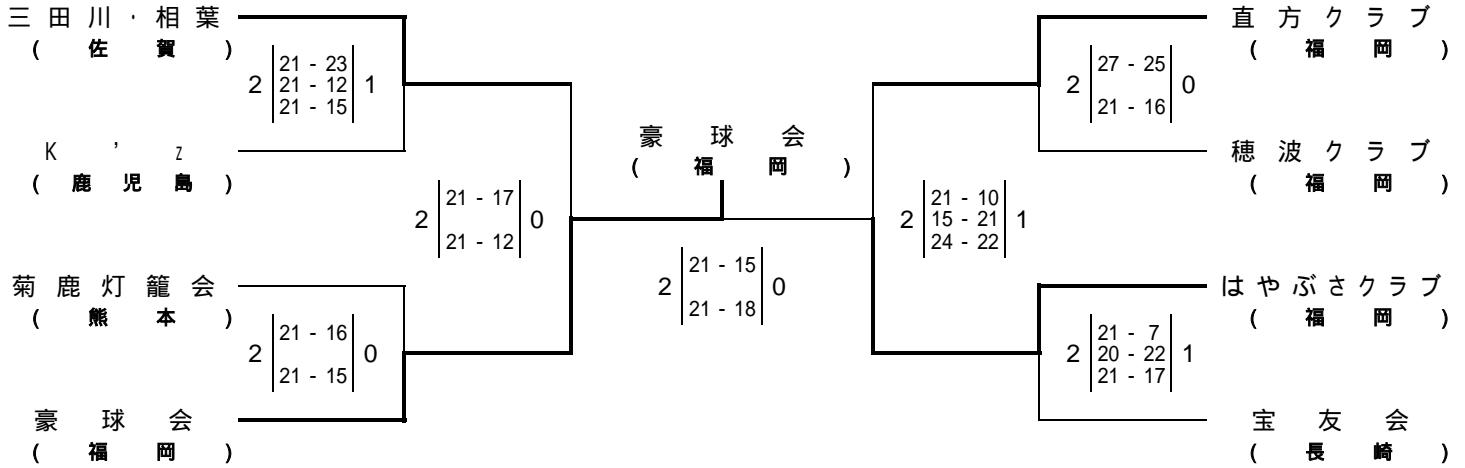 三田川・相葉
(佐賀)
2 21 - 23 1
21 - 12
21 - 15
K'z
(鹿児島)
2 21 - 17 0
21 - 12
菊鹿灯籠会
(熊本)
2 21 - 16 0
21 - 15
豪球会
(福岡)
豪球会
(福岡)
2 21 - 15 0
21 - 18
直方クラブ
(福岡)
2 27 - 25 0
21 - 16
穂波クラブ
(福岡)
2 21 - 10 1
15 - 21
24 - 22
はやぶさクラブ
(福岡)
2 21 - 7 1
20 - 22
21 - 17
宝友会
(長崎)